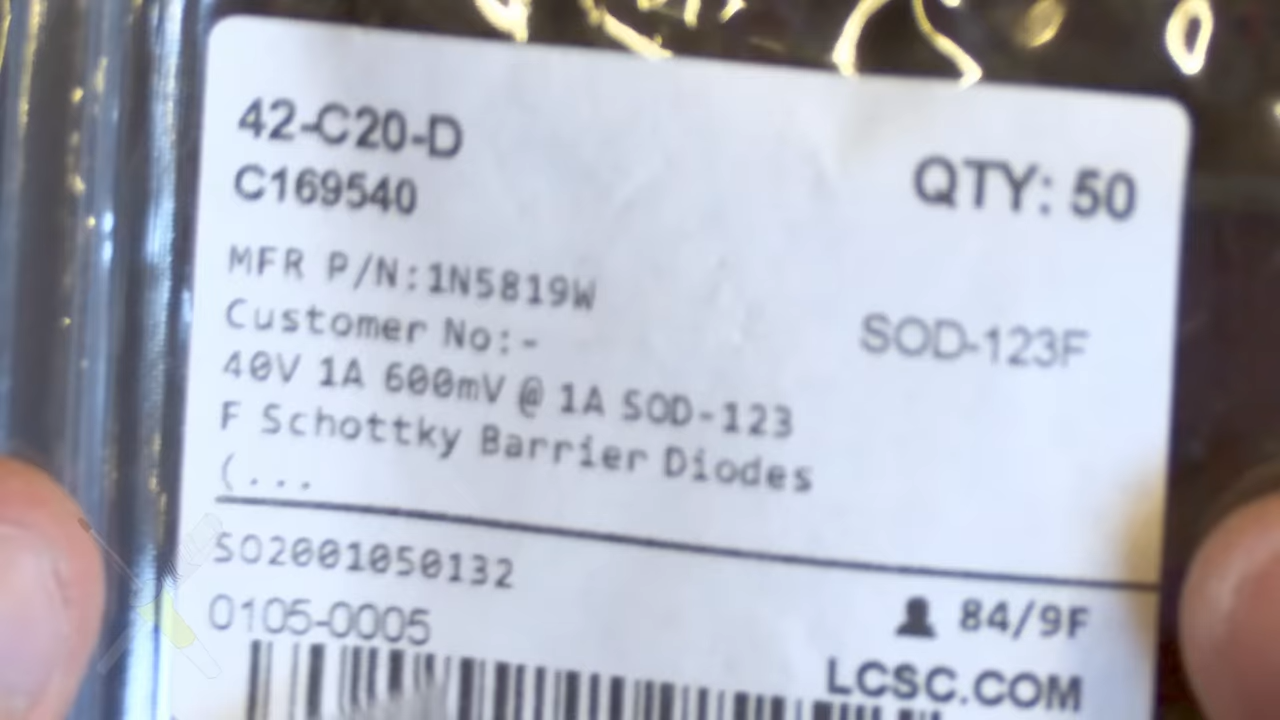 42-C20-D
C169540
QTY: 50
MFR P/N:1N5819W
Customer No:-
SOD-123F
40V 1A 600mV @ 1A SOD-123
F Schottky Barrier Diodes
(...
SO2001050132
0105-0005
84/9F
LCSC.COM